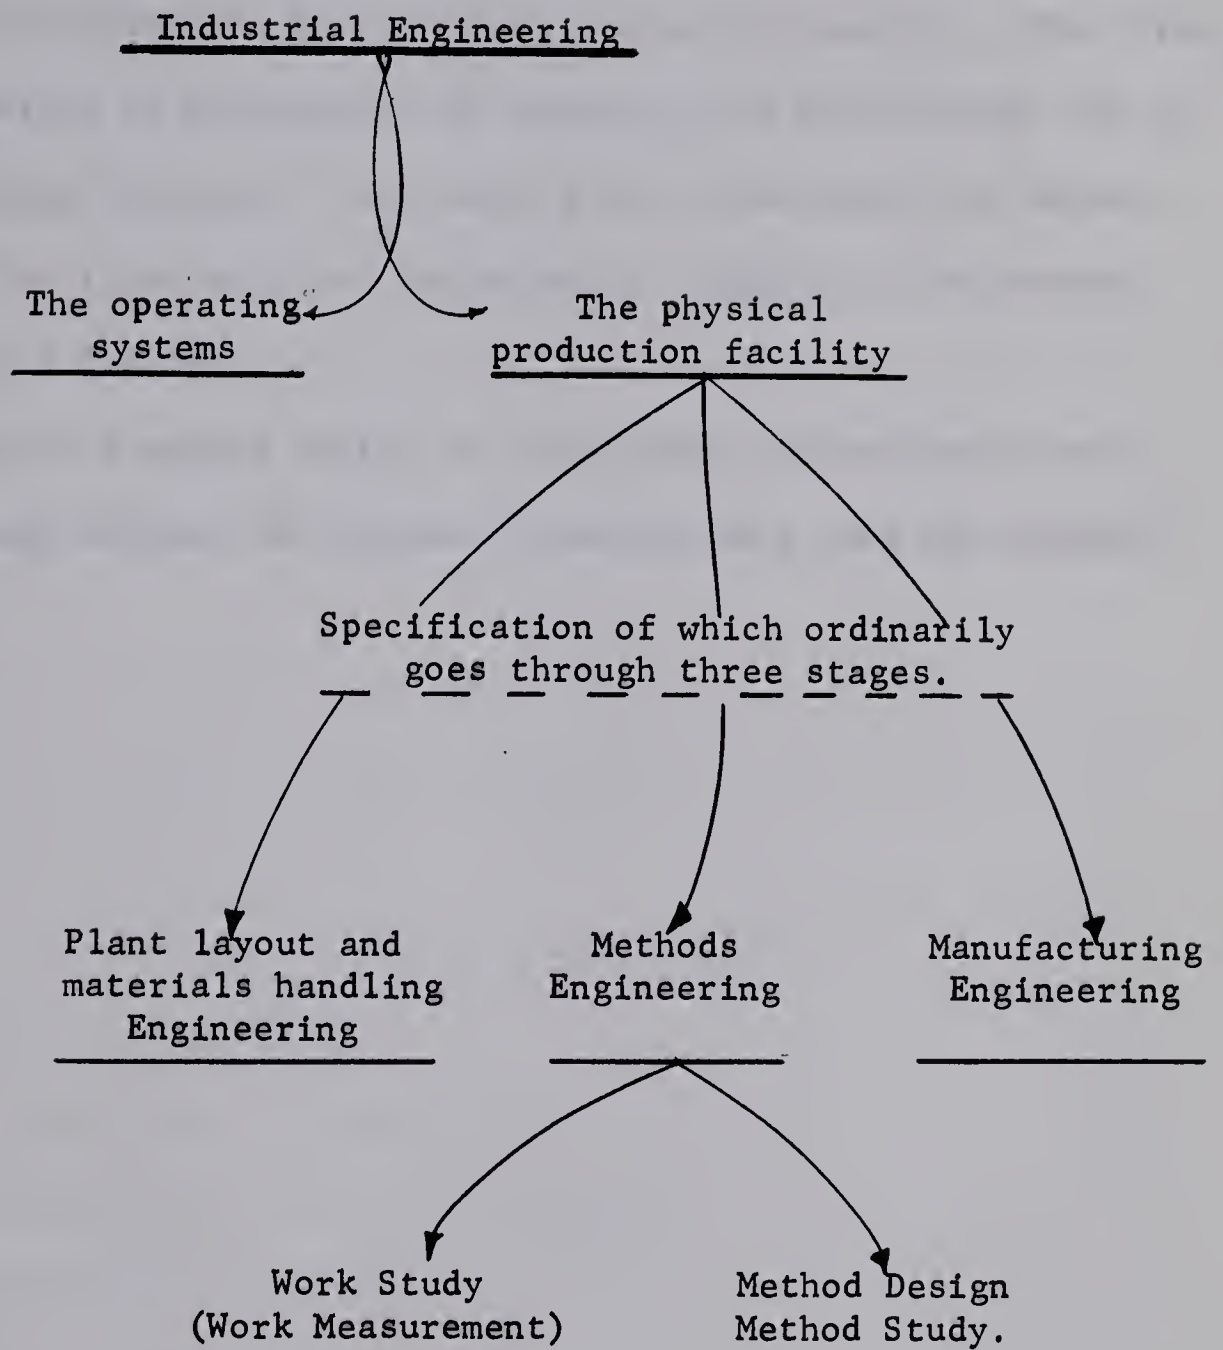 Industrial Engineering
The operating
systems
The physical
production facility
Specification of which ordinarily
goes through three stages.
Plant layout and
materials handling
Engineering
Methods
Engineering
Manufacturing
Engineering
Work Study
(Work Measurement)
Method Design
Method Study.